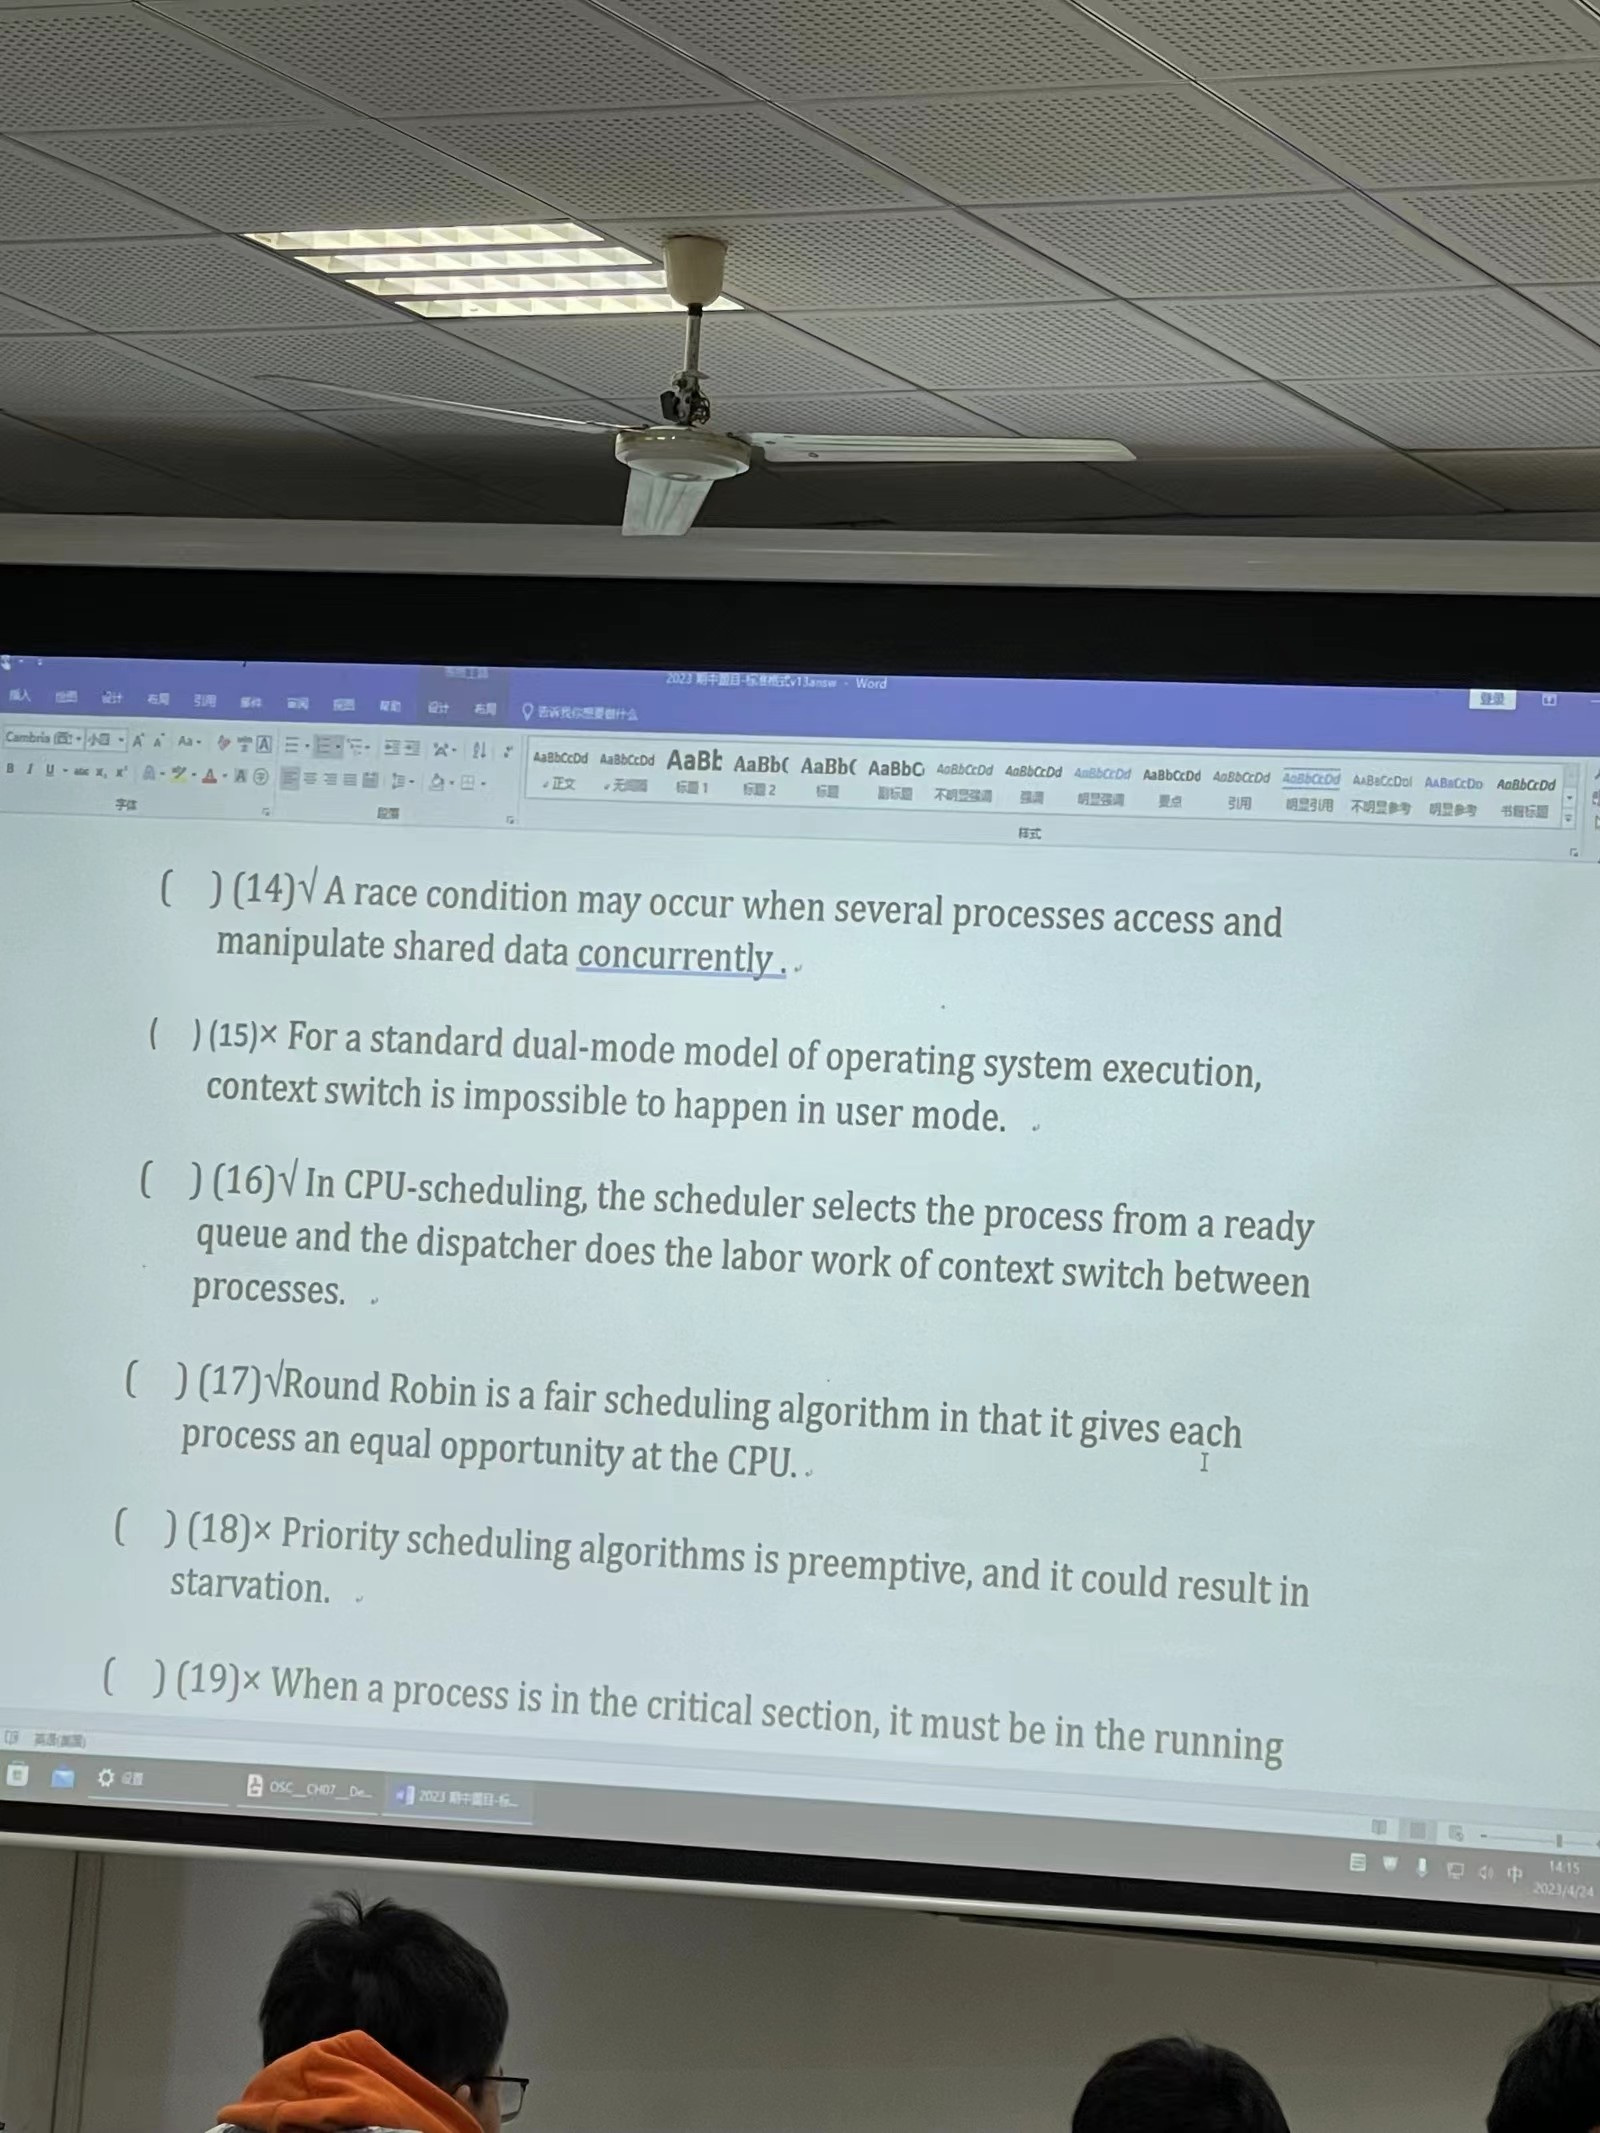 2023 期中题目-标准格式v13answ - Word
登录
插入 绘图 设计 布局 引用 邮件 审阅 视图 帮助 设计 布局 告诉我你想要做什么
Cambria (西 小四 A A Aa A
B I U abc x₂ x² A A A
字体 段落 样式
AaBbCcDd AaBbCcDd AaBb AaBb( AaBb( AaBbC AaBbCcDd AaBbCcDd AaBbCcDd AaBbCcDd AaBbCcDd AaBbCcDd AaBbCcDd AaBbCcDd AaBbCcDd
正文 无间隔 标题 1 标题 2 标题 副标题 不明显强调 强调 明显强调 要点 引用 明显引用 不明显参考 明显参考 书籍标题
( ) (14)√ A race condition may occur when several processes access and
manipulate shared data concurrently .
( ) (15)× For a standard dual-mode model of operating system execution,
context switch is impossible to happen in user mode.
( ) (16)√ In CPU-scheduling, the scheduler selects the process from a ready
queue and the dispatcher does the labor work of context switch between
processes.
( ) (17)√Round Robin is a fair scheduling algorithm in that it gives each
process an equal opportunity at the CPU.
( ) (18)× Priority scheduling algorithms is preemptive, and it could result in
starvation.
( ) (19)× When a process is in the critical section, it must be in the running
英语(美国)
设置 OSC__CH07__De... 2023 期中题目-标...
中 14:15
2023/4/24